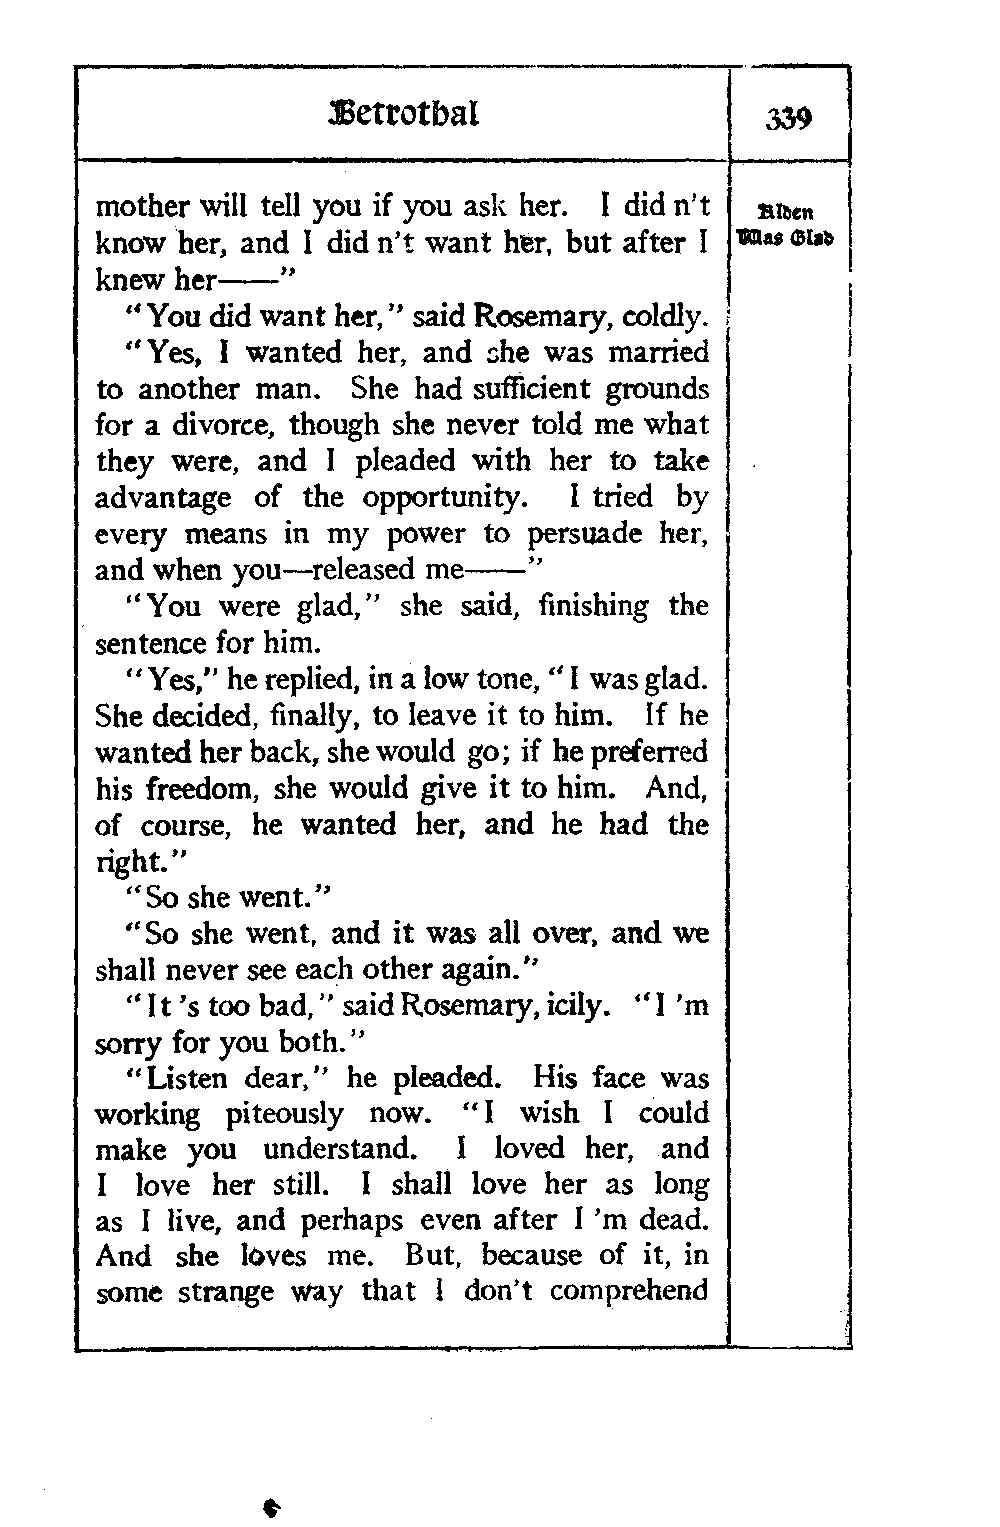 Betrothal
339
mother will tell you if you ask her. I did n't
know her, and I did n't want her, but after I
knew her——"
"You did want her," said Rosemary, coldly.
"Yes, I wanted her, and she was married
to another man. She had sufficient grounds
for a divorce, though she never told me what
they were, and I pleaded with her to take
advantage of the opportunity. I tried by
every means in my power to persuade her,
and when you—released me——"
"You were glad," she said, finishing the
sentence for him.
"Yes," he replied, in a low tone, "I was glad.
She decided, finally, to leave it to him. If he
wanted her back, she would go; if he preferred
his freedom, she would give it to him. And,
of course, he wanted her, and he had the
right."
"So she went."
"So she went, and it was all over, and we
shall never see each other again."
"It 's too bad," said Rosemary, icily. "I 'm
sorry for you both."
"Listen dear," he pleaded. His face was
working piteously now. "I wish I could
make you understand. I loved her, and
I love her still. I shall love her as long
as I live, and perhaps even after I 'm dead.
And she loves me. But, because of it, in
some strange way that I don't comprehend
Alden
Was Glad